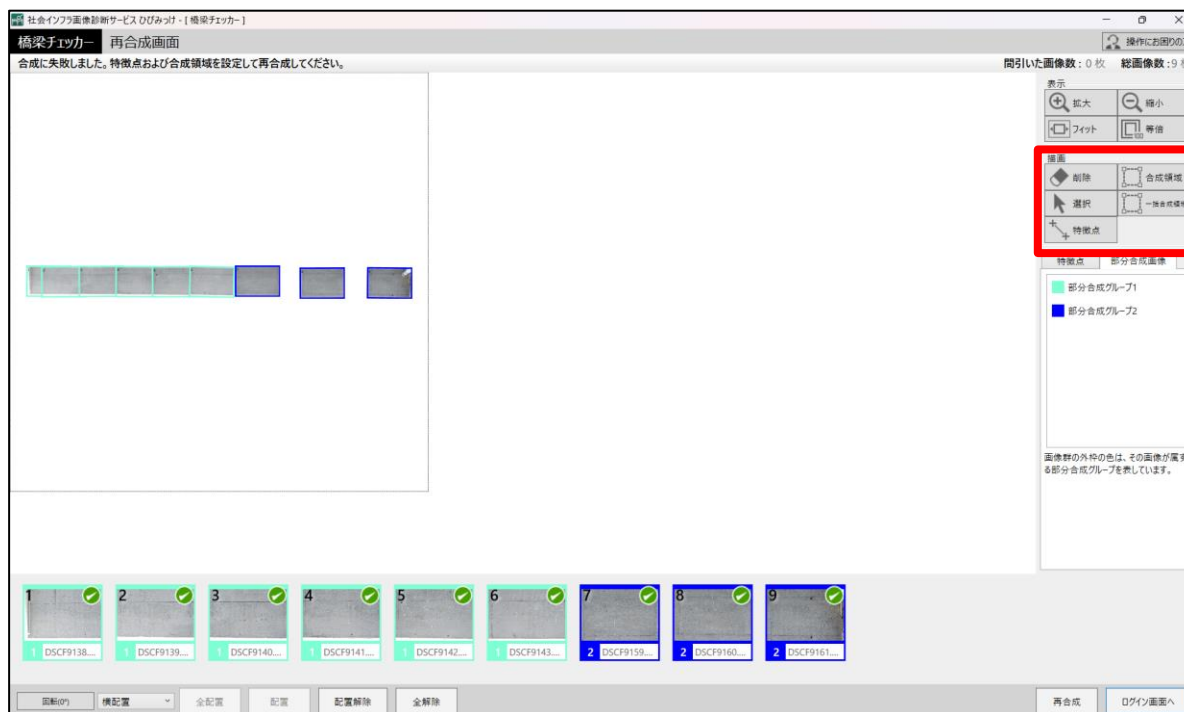 社会インフラ画像診断サービス ひびみっけ - [ 橋梁チェッカー ]
橋梁チェッカー 再合成画面
操作にお困りの
合成に失敗しました。特徴点および合成領域を設定して再合成してください。
間引いた画像数 : 0 枚 総画像数 : 9
表示
拡大 縮小
フィット 等倍
100
描画
削除 合成領域
選択 一括合成領域
特徴点
特徴点 部分合成画像
部分合成グループ1
部分合成グループ2
画像群の外枠の色は、その画像が属す
る部分合成グループを表しています。
1 2 3 4 5 6 7 8 9
1 DSCF9138.... 1 DSCF9139.... 1 DSCF9140.... 1 DSCF9141.... 1 DSCF9142.... 1 DSCF9143.... 2 DSCF9159.... 2 DSCF9160.... 2 DSCF9161....
回転(0°) 横配置 全配置 配置 配置解除 全解除 再合成 ログイン画面へ